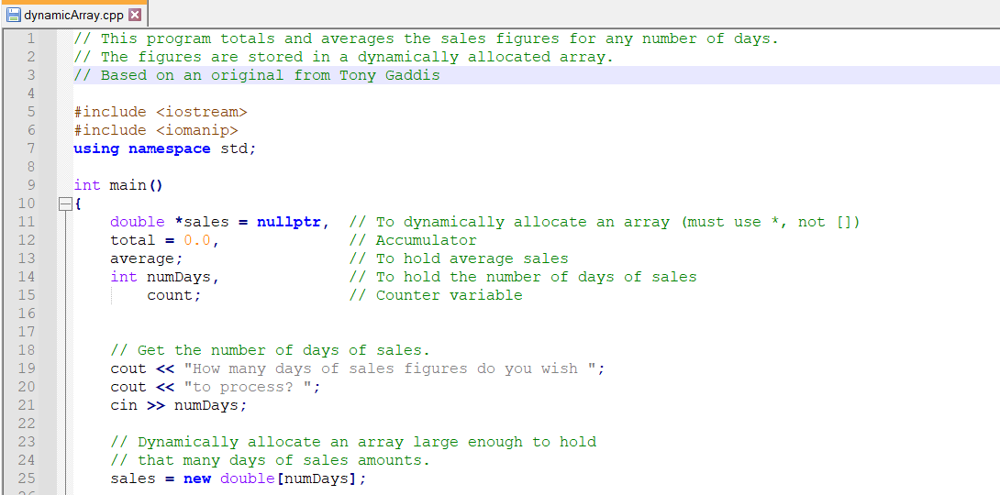 dynamicArray.cpp
1 // This program totals and averages the sales figures for any number of days.
2 // The figures are stored in a dynamically allocated array.
3 // Based on an original from Tony Gaddis
4
5 #include <iostream>
6 #include <iomanip>
7 using namespace std;
8
9 int main()
10 {
11     double *sales = nullptr,  // To dynamically allocate an array (must use *, not [])
12     total = 0.0,              // Accumulator
13     average;                  // To hold average sales
14     int numDays,              // To hold the number of days of sales
15         count;                // Counter variable
16
17
18     // Get the number of days of sales.
19     cout << "How many days of sales figures do you wish ";
20     cout << "to process? ";
21     cin >> numDays;
22
23     // Dynamically allocate an array large enough to hold
24     // that many days of sales amounts.
25     sales = new double[numDays];